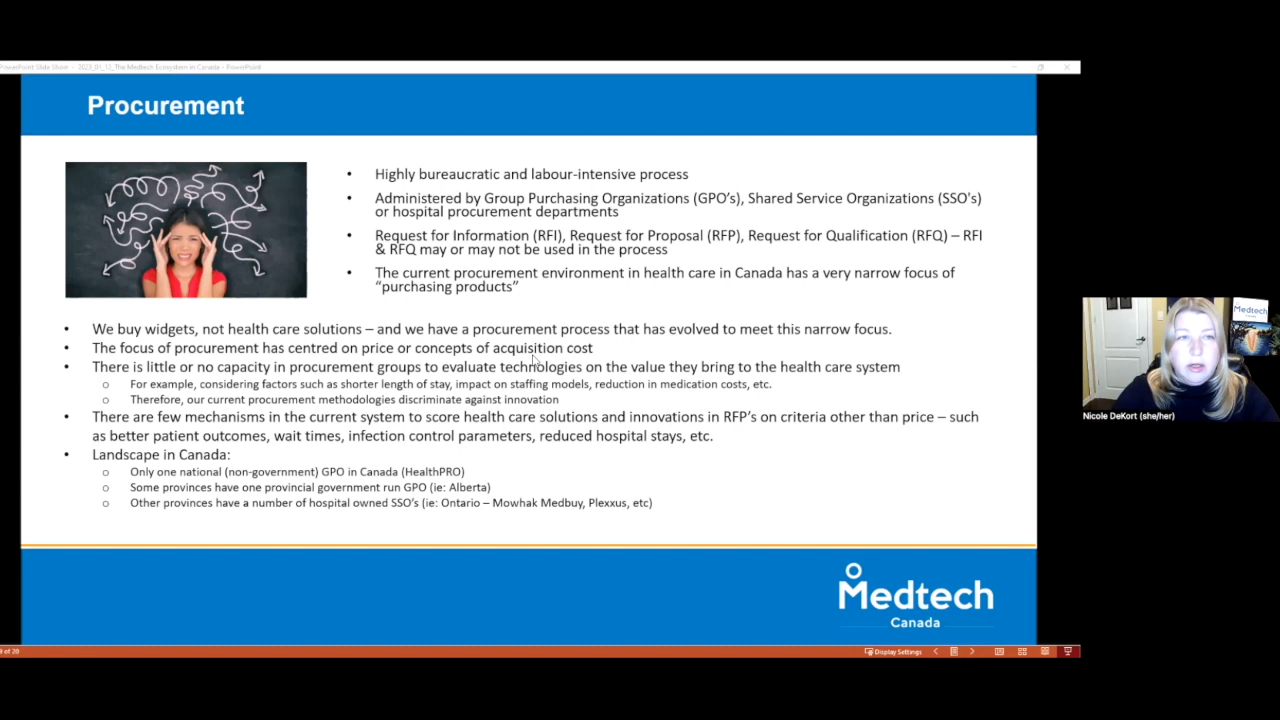 PowerPoint Slide Show - 2023_01_12_The Medtech Ecosystem in Canada - PowerPoint
Procurement
• Highly bureaucratic and labour-intensive process
• Administered by Group Purchasing Organizations (GPO's), Shared Service Organizations (SSO's)
or hospital procurement departments
• Request for Information (RFI), Request for Proposal (RFP), Request for Qualification (RFQ) – RFI
& RFQ may or may not be used in the process
• The current procurement environment in health care in Canada has a very narrow focus of
“purchasing products”
• We buy widgets, not health care solutions – and we have a procurement process that has evolved to meet this narrow focus.
• The focus of procurement has centred on price or concepts of acquisition cost
• There is little or no capacity in procurement groups to evaluate technologies on the value they bring to the health care system
o For example, considering factors such as shorter length of stay, impact on staffing models, reduction in medication costs, etc.
o Therefore, our current procurement methodologies discriminate against innovation
• There are few mechanisms in the current system to score health care solutions and innovations in RFP's on criteria other than price – such
as better patient outcomes, wait times, infection control parameters, reduced hospital stays, etc.
• Landscape in Canada:
o Only one national (non-government) GPO in Canada (HealthPRO)
o Some provinces have one provincial government run GPO (ie: Alberta)
o Other provinces have a number of hospital owned SSO's (ie: Ontario – Mowhak Medbuy, Plexxus, etc)
Medtech
Canada
of 20
Display Settings
Medtech
Nicole DeKort (she/her)